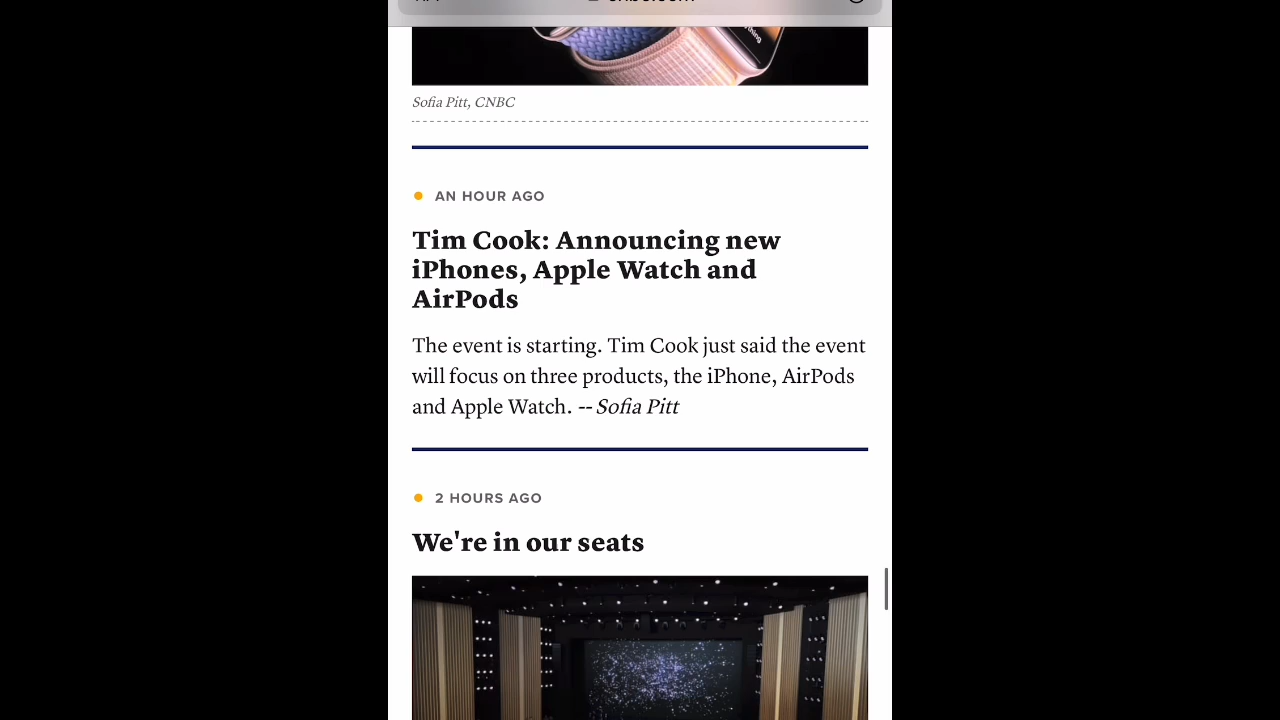 Sofia Pitt, CNBC
AN HOUR AGO
Tim Cook: Announcing new
iPhones, Apple Watch and
AirPods
The event is starting. Tim Cook just said the event
will focus on three products, the iPhone, AirPods
and Apple Watch. -- Sofia Pitt
2 HOURS AGO
We're in our seats